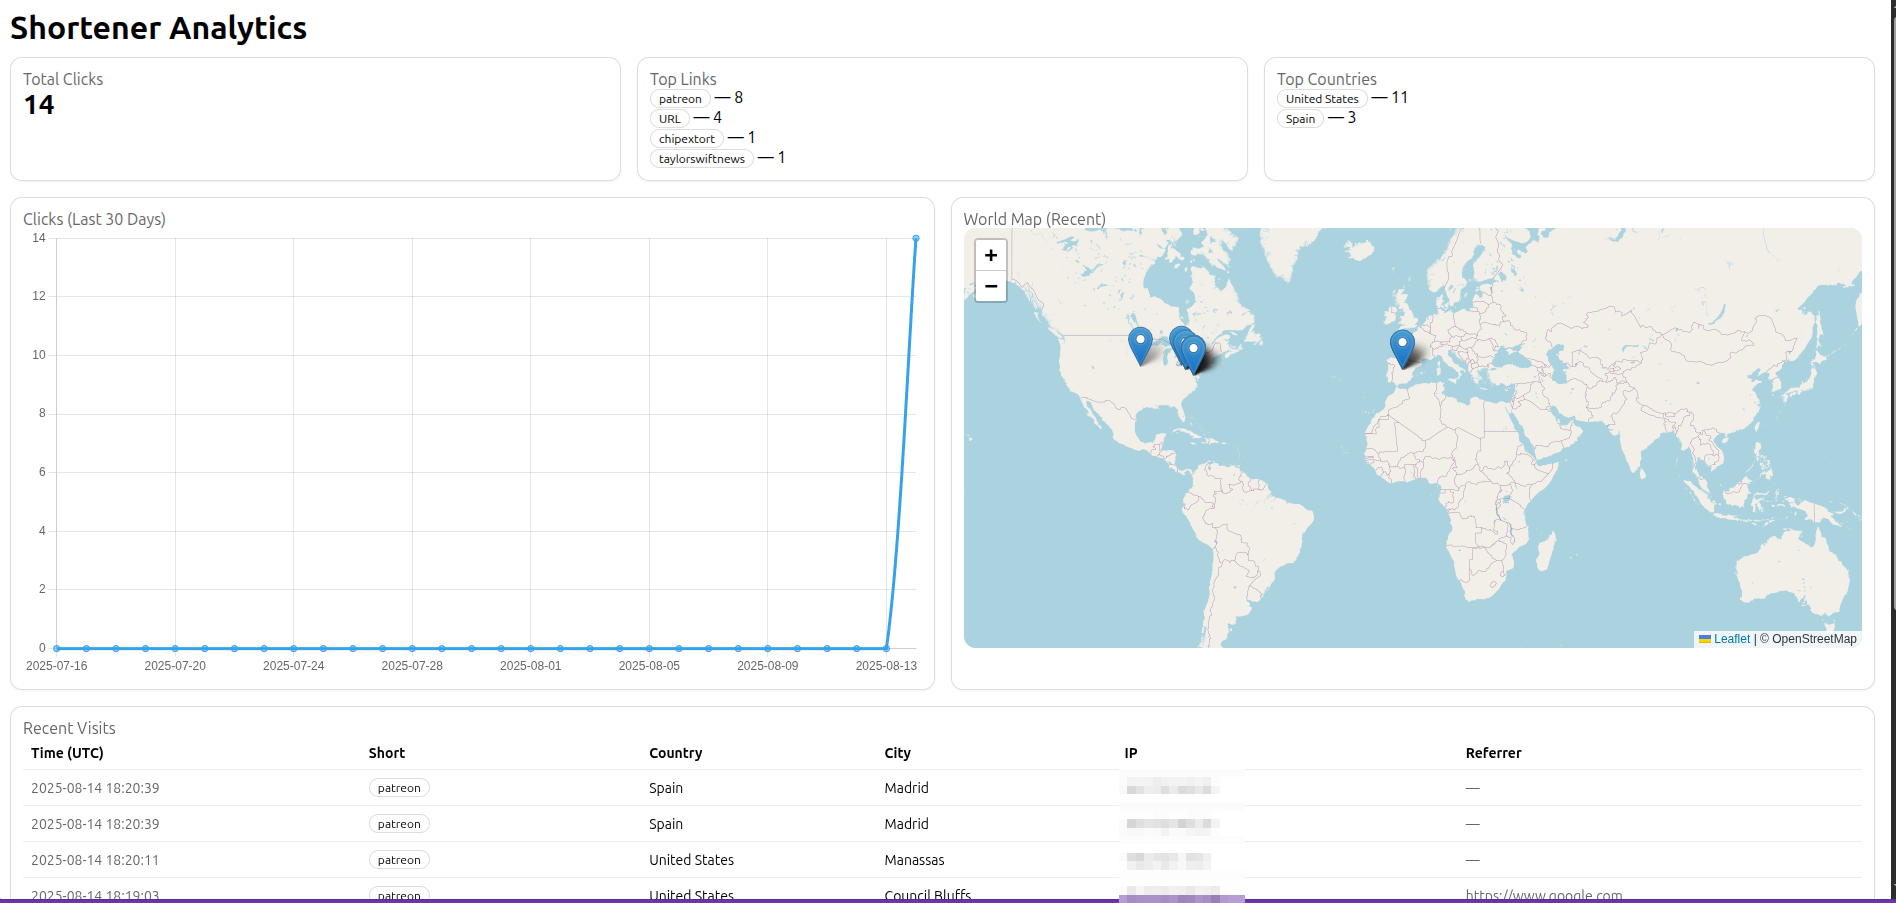 Shortener Analytics
Total Clicks
14
Top Links
patreon — 8
URL — 4
chipextort — 1
taylorswiftnews — 1
Top Countries
United States — 11
Spain — 3
Clicks (Last 30 Days)
14
12
10
8
6
4
2
0
2025-07-16 2025-07-20 2025-07-24 2025-07-28 2025-08-01 2025-08-05 2025-08-09 2025-08-13
World Map (Recent)
+
−
Leaflet | © OpenStreetMap
Recent Visits
Time (UTC) Short Country City IP Referrer
2025-08-14 18:20:39 patreon Spain Madrid —
2025-08-14 18:20:39 patreon Spain Madrid —
2025-08-14 18:20:11 patreon United States Manassas —
2025-08-14 18:19:03 patreon United States Council Bluffs https://www.google.com